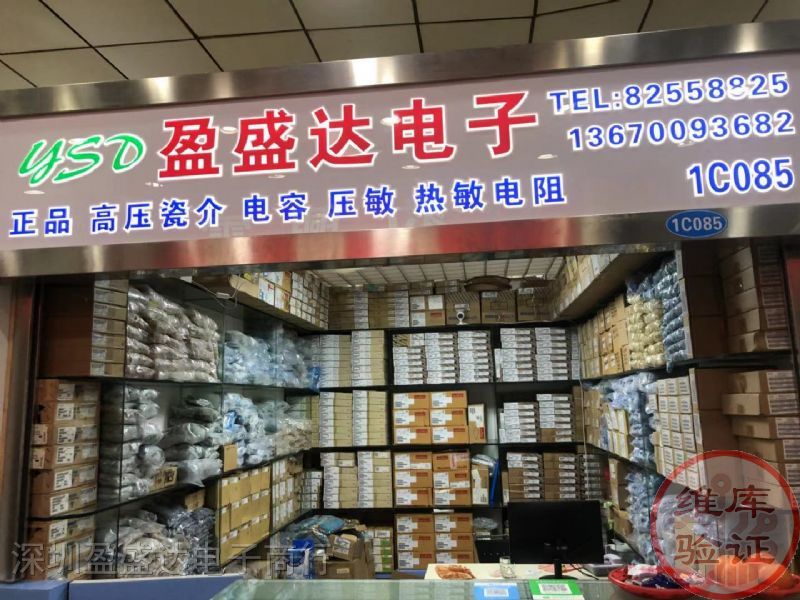 YSD 盈盛达电子 TEL:82558825
13670093682
正品 高压瓷介 电容 压敏 热敏电阻 1C085
1C085
维库
验证
深圳盈盛达电子商行